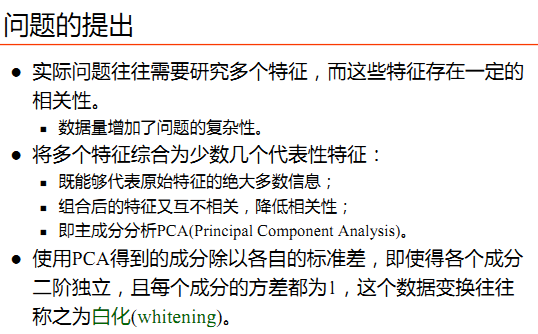 问题的提出
● 实际问题往往需要研究多个特征，而这些特征存在一定的
相关性。
▪ 数据量增加了问题的复杂性。
● 将多个特征综合为少数几个代表性特征：
▪ 既能够代表原始特征的绝大多数信息；
▪ 组合后的特征又互不相关，降低相关性；
▪ 即主成分分析PCA(Principal Component Analysis)。
● 使用PCA得到的成分除以各自的标准差，即使得各个成分
二阶独立，且每个成分的方差都为1，这个数据变换往往
称之为白化(whitening)。